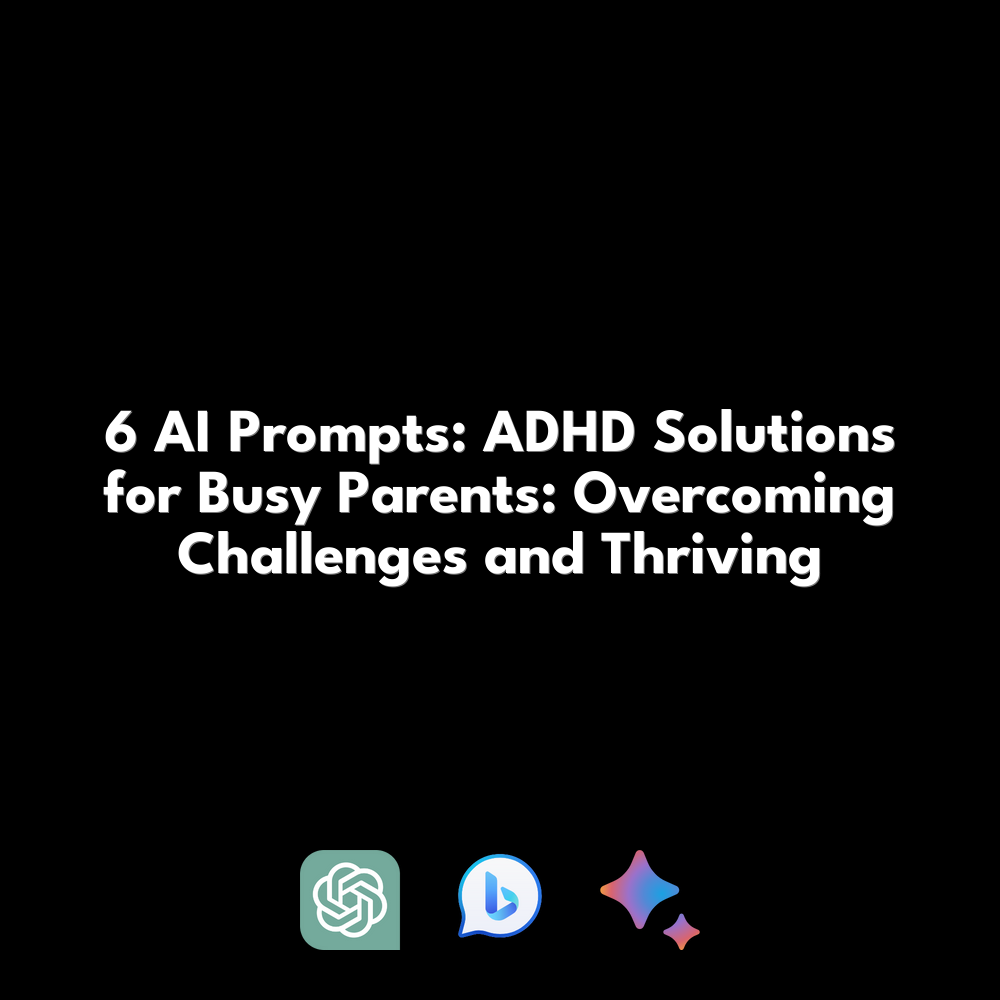 6 AI Prompts: ADHD Solutions
for Busy Parents: Overcoming
Challenges and Thriving